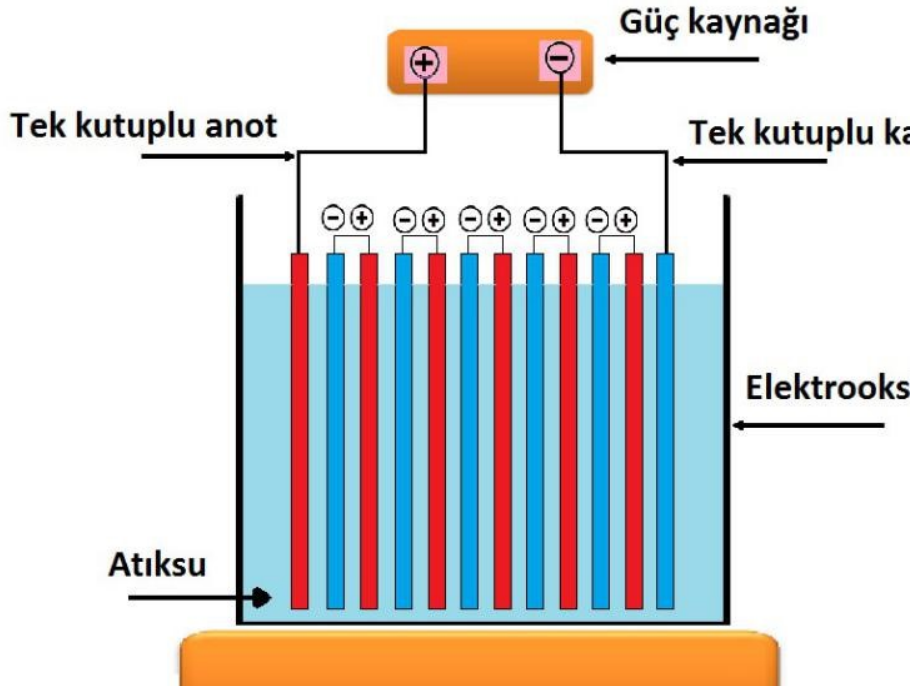 Güç kaynağı
+ −
Tek kutuplu anot
Tek kutuplu ka
− + − + − + − + − +
Elektrooks
Atıksu